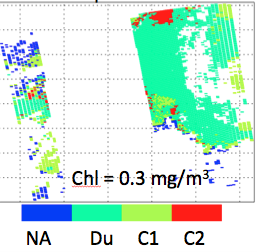 Chl = 0.3 mg/m³
NA Du C1 C2